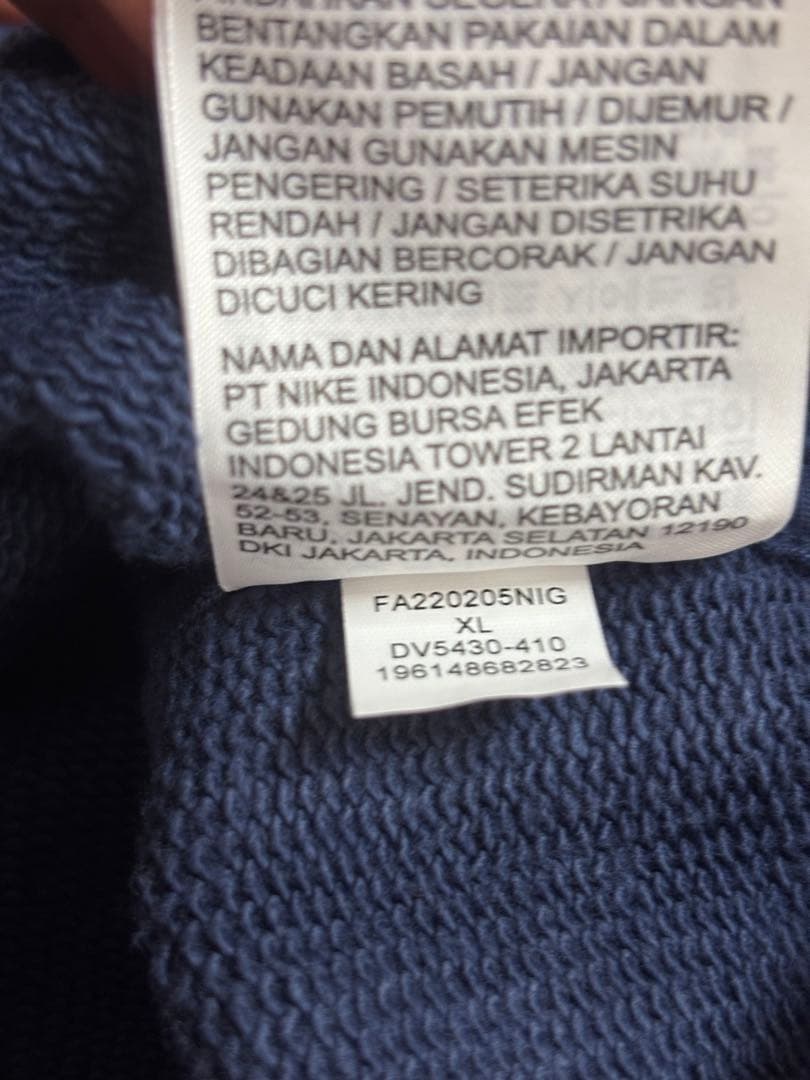 PINDAHKAN SEGERA / JANGAN
BENTANGKAN PAKAIAN DALAM
KEADAAN BASAH / JANGAN
GUNAKAN PEMUTIH / DIJEMUR /
JANGAN GUNAKAN MESIN
PENGERING / SETERIKA SUHU
RENDAH / JANGAN DISETRIKA
DIBAGIAN BERCORAK / JANGAN
DICUCI KERING
NAMA DAN ALAMAT IMPORTIR:
PT NIKE INDONESIA, JAKARTA
GEDUNG BURSA EFEK
INDONESIA TOWER 2 LANTAI
24&25 JL. JEND. SUDIRMAN KAV.
52-53, SENAYAN, KEBAYORAN
BARU, JAKARTA SELATAN 12190
DKI JAKARTA, INDONESIA
FA220205NIG
XL
DV5430-410
196148682823